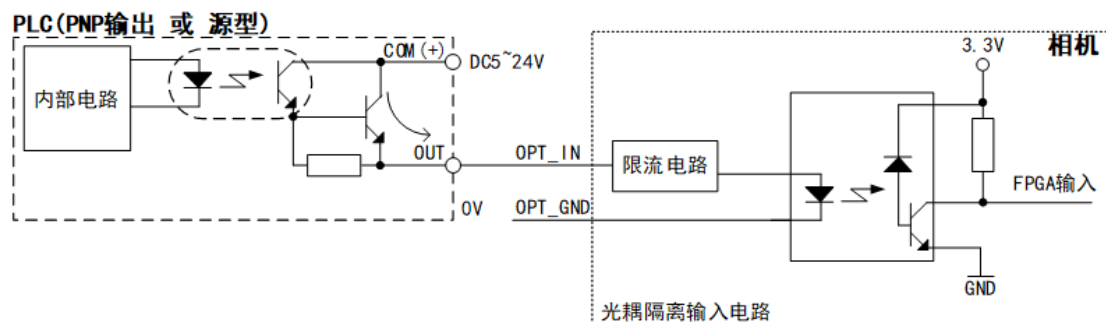 PLC(PNP输出 或 源型)
相机
COM(+)
DC5~24V
3.3V
内部电路
OUT
OPT_IN
限流电路
FPGA输入
0V
OPT_GND
GND
光耦隔离输入电路